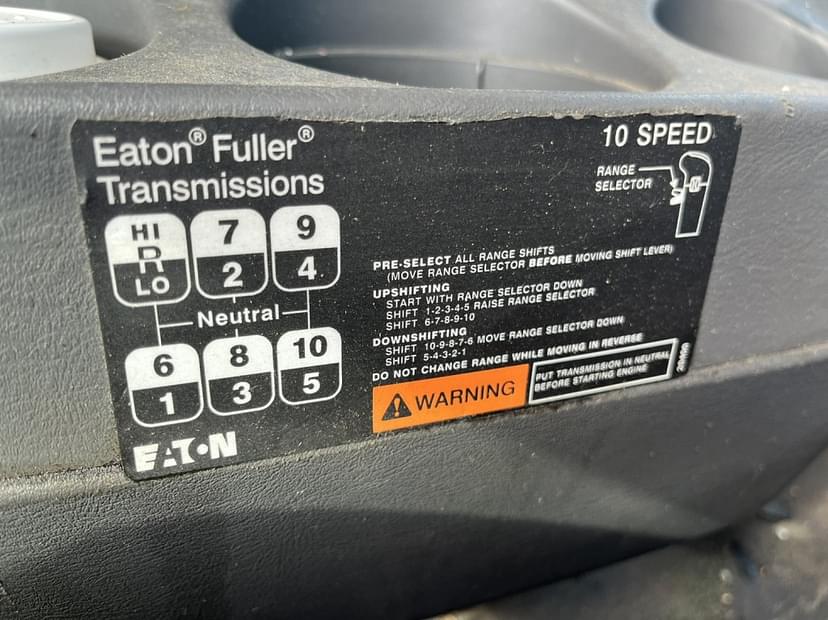 Eaton® Fuller®
Transmissions
10 SPEED
RANGE
SELECTOR
HI 7 9
R
LO 2 4
Neutral
6 8 10
1 3 5
EATON
PRE-SELECT ALL RANGE SHIFTS
(MOVE RANGE SELECTOR BEFORE MOVING SHIFT LEVER)
UPSHIFTING
START WITH RANGE SELECTOR DOWN
SHIFT 1-2-3-4-5 RAISE RANGE SELECTOR
SHIFT 6-7-8-9-10
DOWNSHIFTING
SHIFT 10-9-8-7-6 MOVE RANGE SELECTOR DOWN
SHIFT 5-4-3-2-1
DO NOT CHANGE RANGE WHILE MOVING IN REVERSE
WARNING
PUT TRANSMISSION IN NEUTRAL
BEFORE STARTING ENGINE